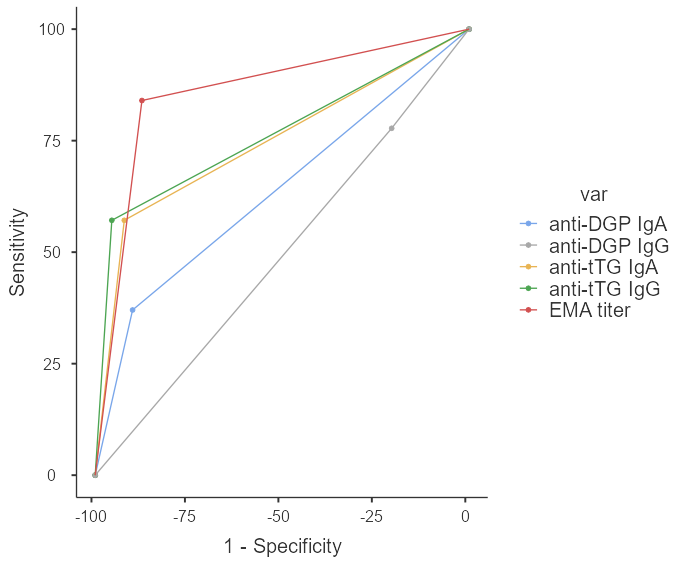 100
75
50
25
0
Sensitivity
-100 -75 -50 -25 0
1 - Specificity
var
anti-DGP IgA
anti-DGP IgG
anti-tTG IgA
anti-tTG IgG
EMA titer